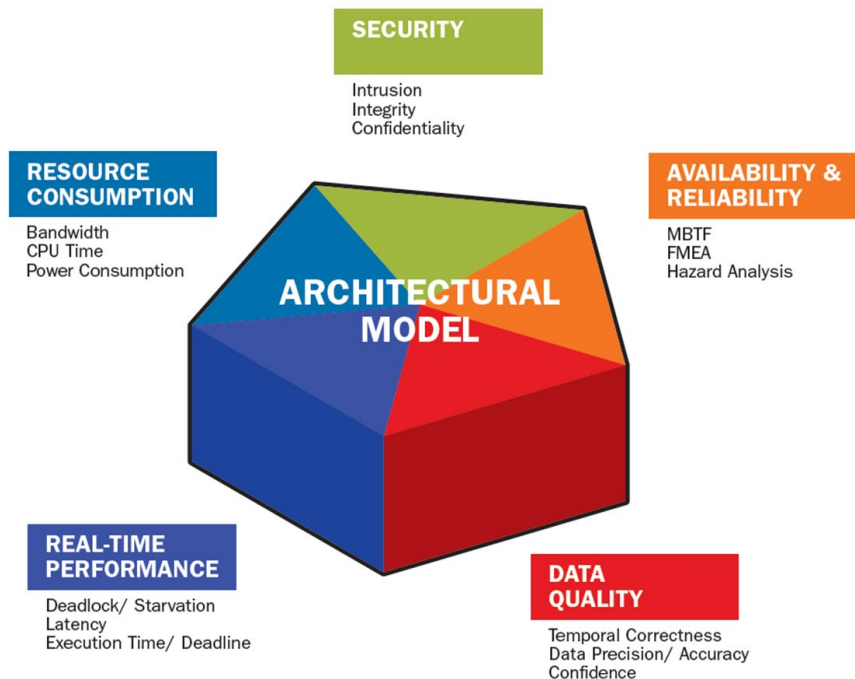 SECURITY
Intrusion
Integrity
Confidentiality
RESOURCE
CONSUMPTION
Bandwidth
CPU Time
Power Consumption
AVAILABILITY &
RELIABILITY
MBTF
FMEA
Hazard Analysis
ARCHITECTURAL
MODEL
REAL-TIME
PERFORMANCE
Deadlock/ Starvation
Latency
Execution Time/ Deadline
DATA
QUALITY
Temporal Correctness
Data Precision/ Accuracy
Confidence